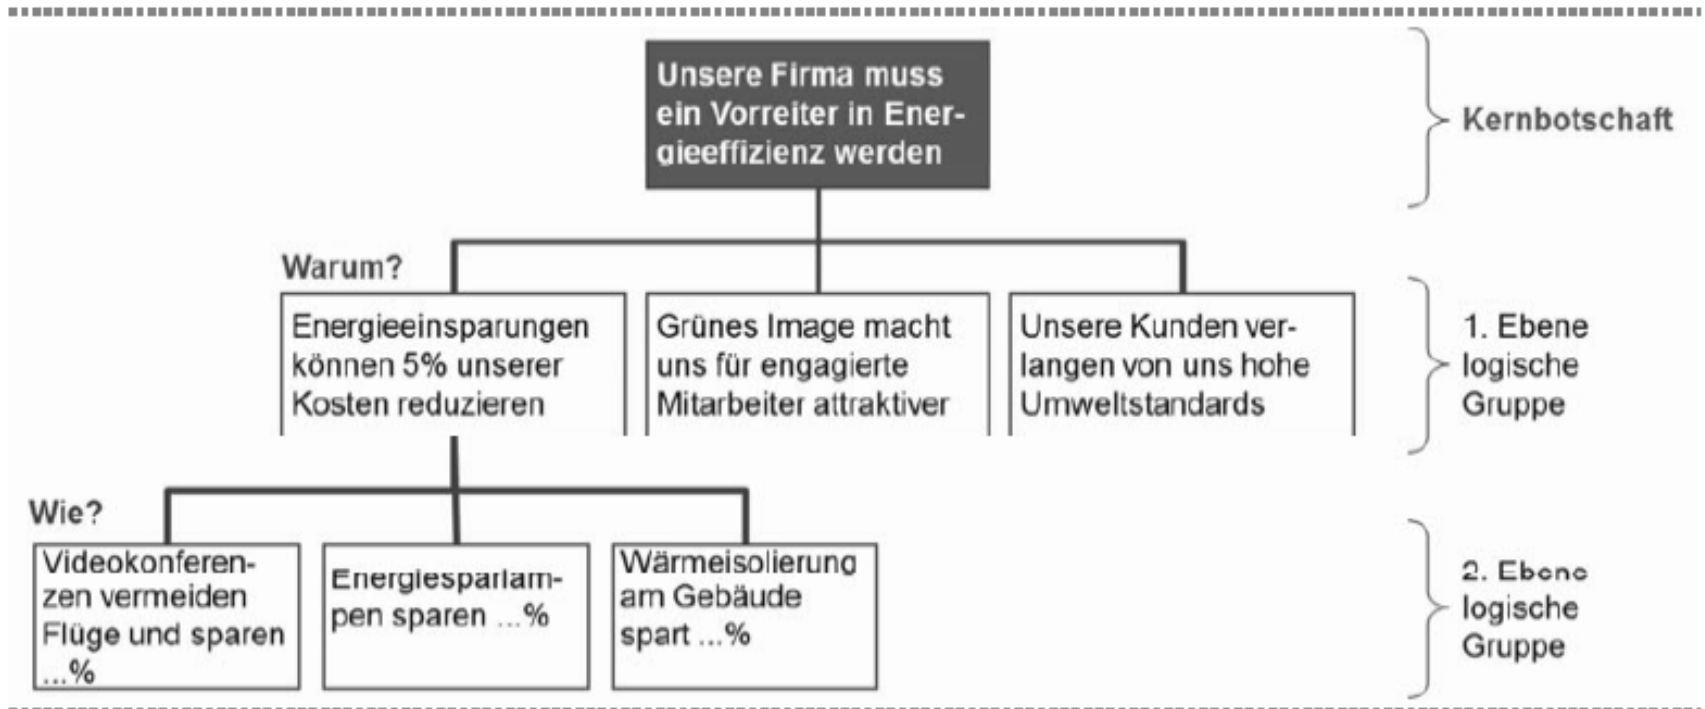 Unsere Firma muss
ein Vorreiter in Ener-
gieeffizienz werden
Kernbotschaft
Warum?
Energieeinsparungen
können 5% unserer
Kosten reduzieren
Grünes Image macht
uns für engagierte
Mitarbeiter attraktiver
Unsere Kunden ver-
langen von uns hohe
Umweltstandards
1. Ebene
logische
Gruppe
Wie?
Videokonferen-
zen vermeiden
Flüge und sparen
...%
Energiesparlam-
pen sparen ...%
Wärmeisolierung
am Gebäude
spart ...%
2. Ebene
logische
Gruppe